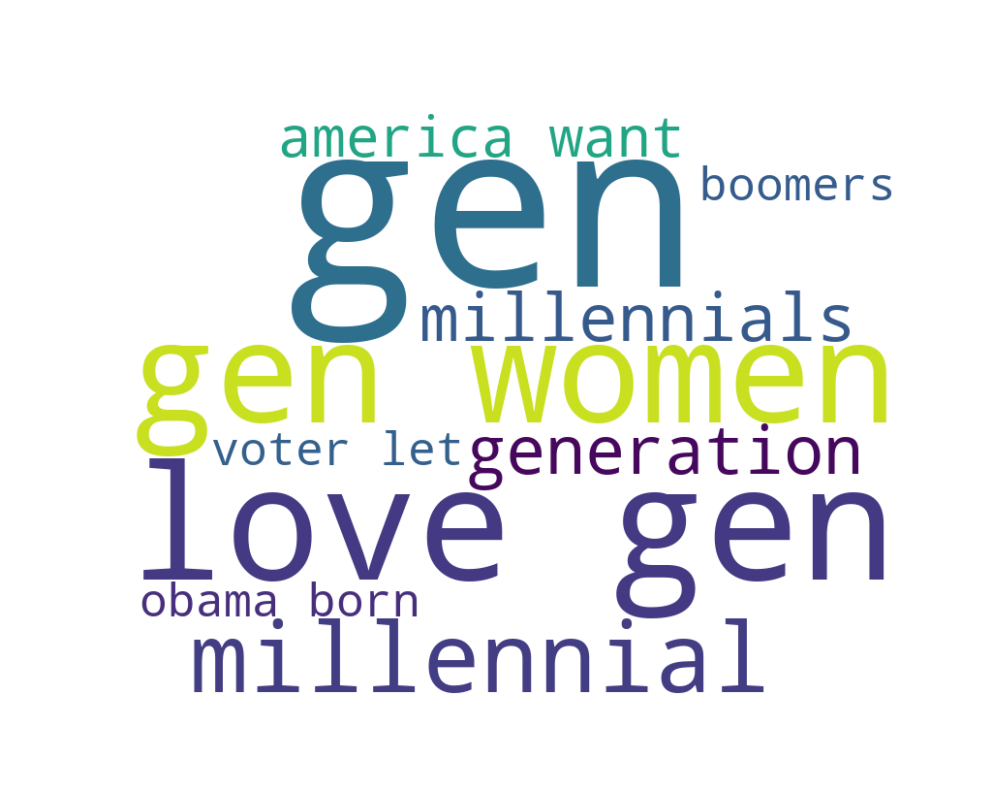 america want
gen
boomers
millennials
gen women
voter let
generation
love gen
obama born
millennial